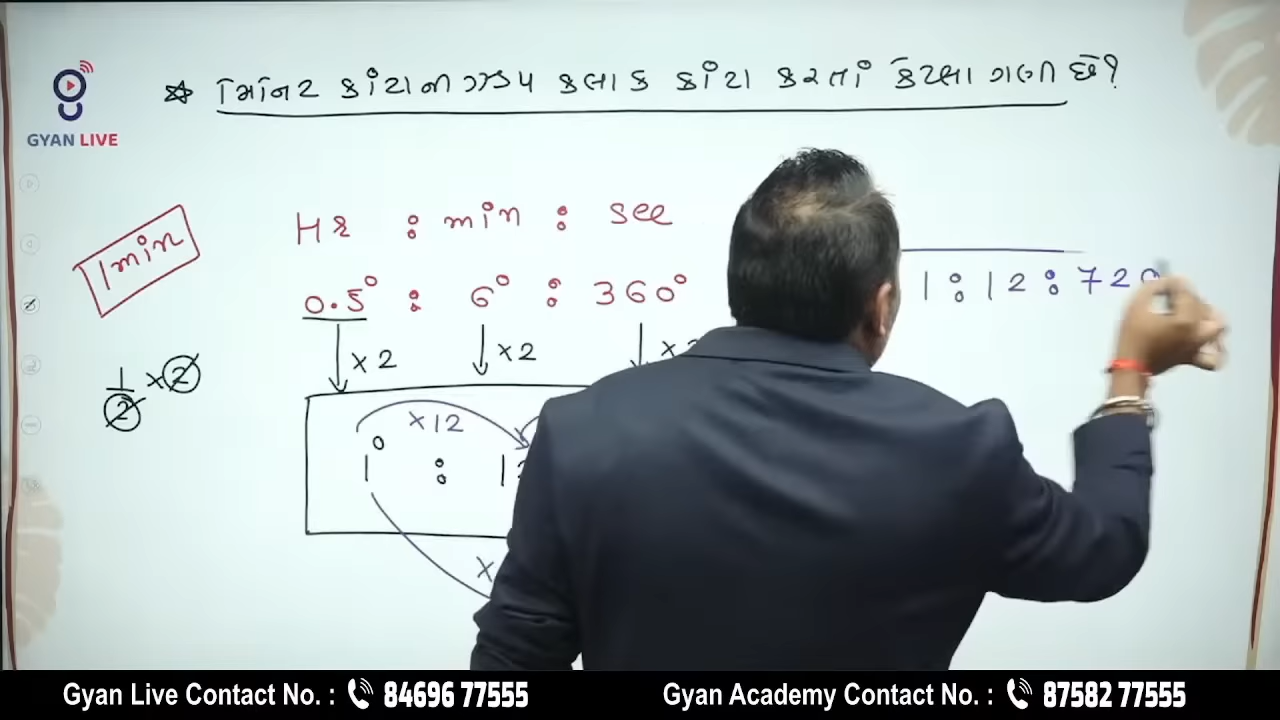 ☆ મિનિટ કાંટાની ઝડપ કલાક કાંટા કરતાં કેટલા ગણી છે?
GYAN LIVE
1 min
Hr : min : sec
0.5° : 6° : 360°
×2 ×2
1 : 12 : 720
1/2 × 2
×12
1° :
×
Gyan Live Contact No. : 84696 77555 Gyan Academy Contact No. : 87582 77555